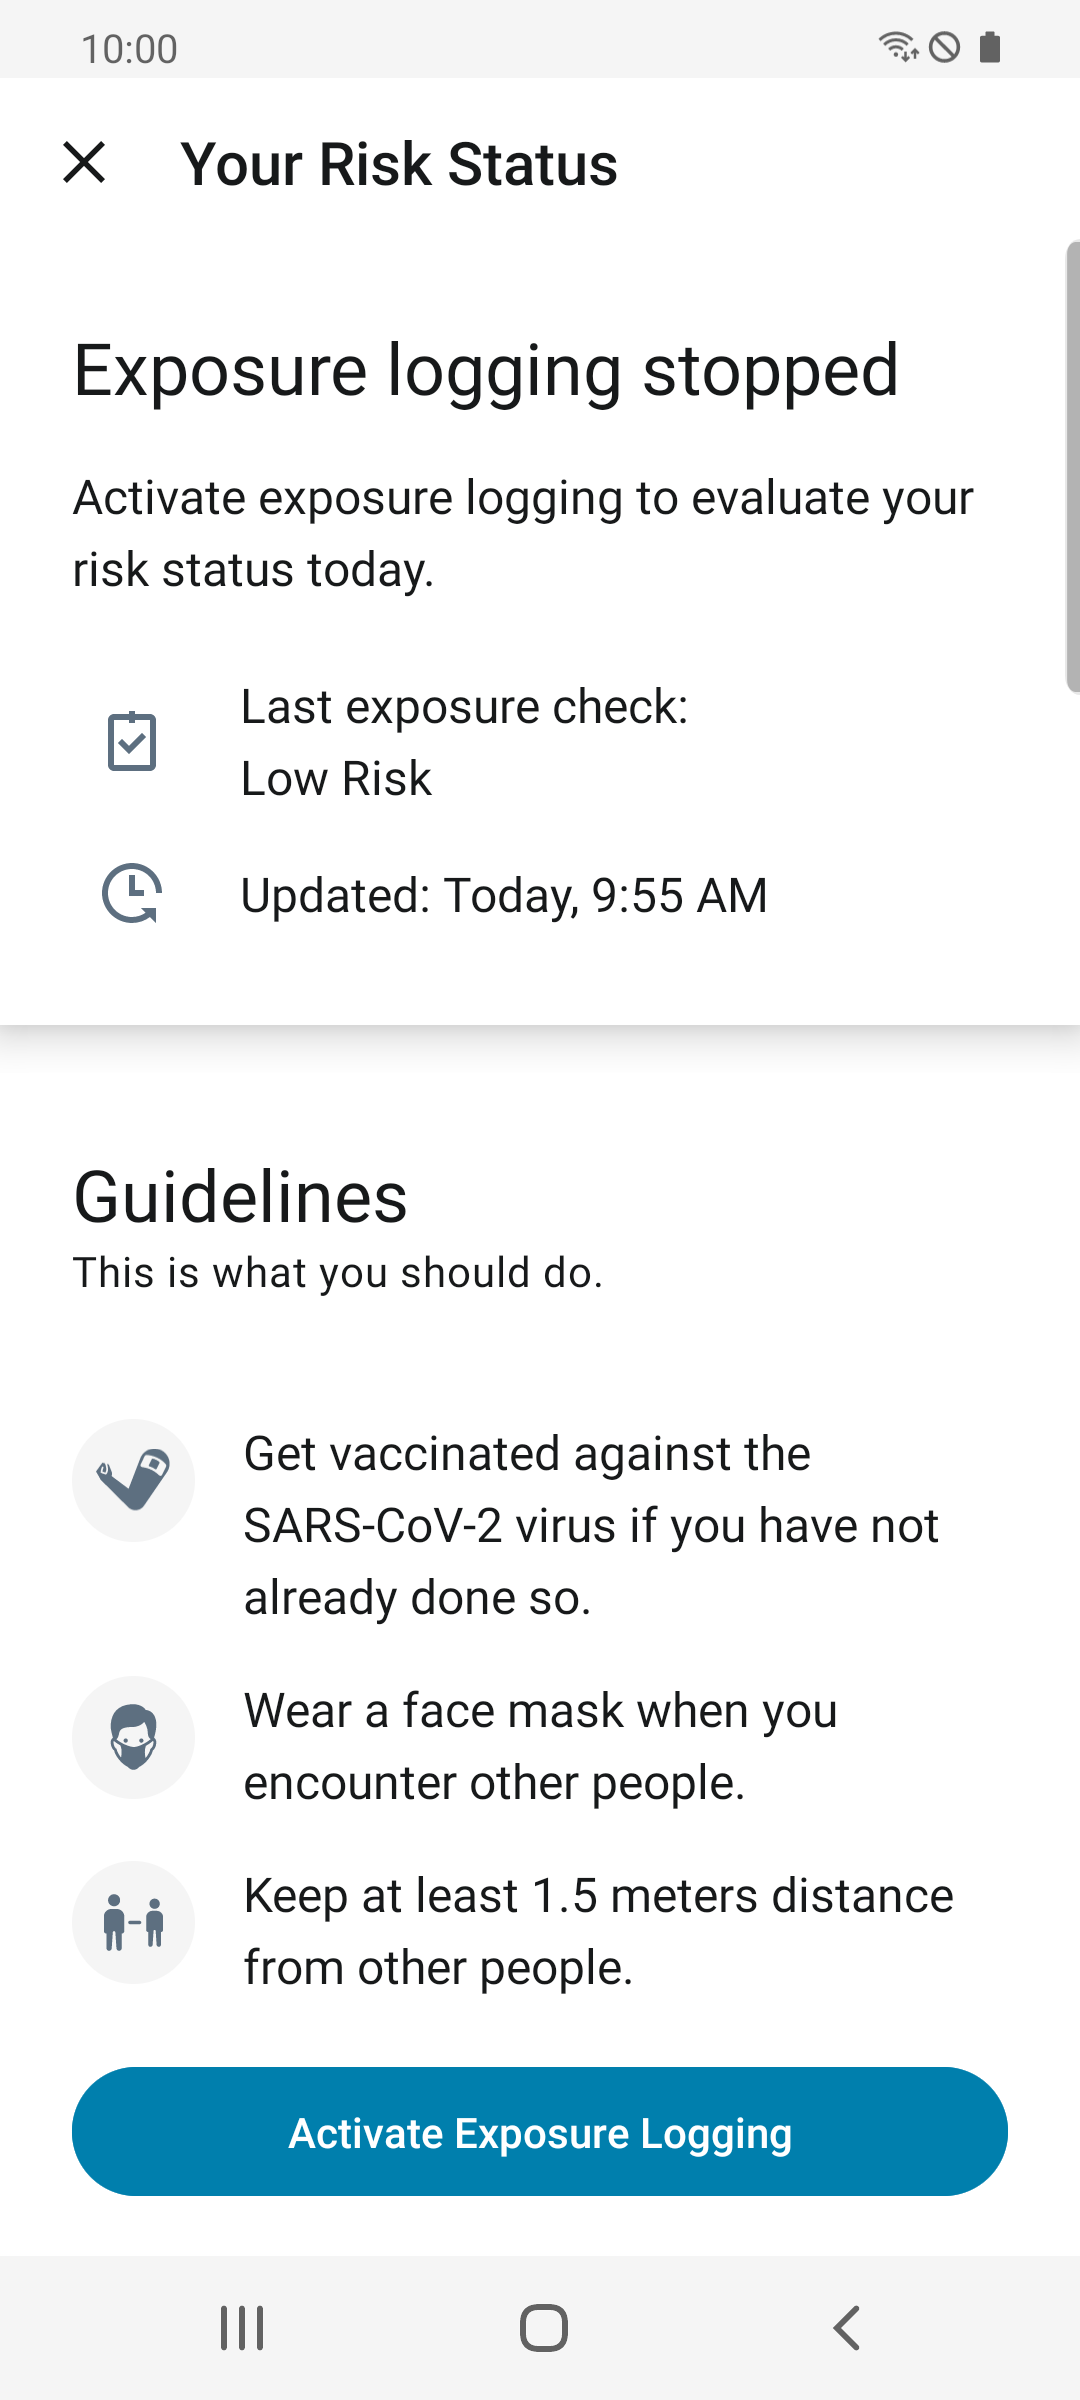 10:00
Your Risk Status
Exposure logging stopped
Activate exposure logging to evaluate your
risk status today.
Last exposure check:
Low Risk
Updated: Today, 9:55 AM
Guidelines
This is what you should do.
Get vaccinated against the
SARS-CoV-2 virus if you have not
already done so.
Wear a face mask when you
encounter other people.
Keep at least 1.5 meters distance
from other people.
Activate Exposure Logging